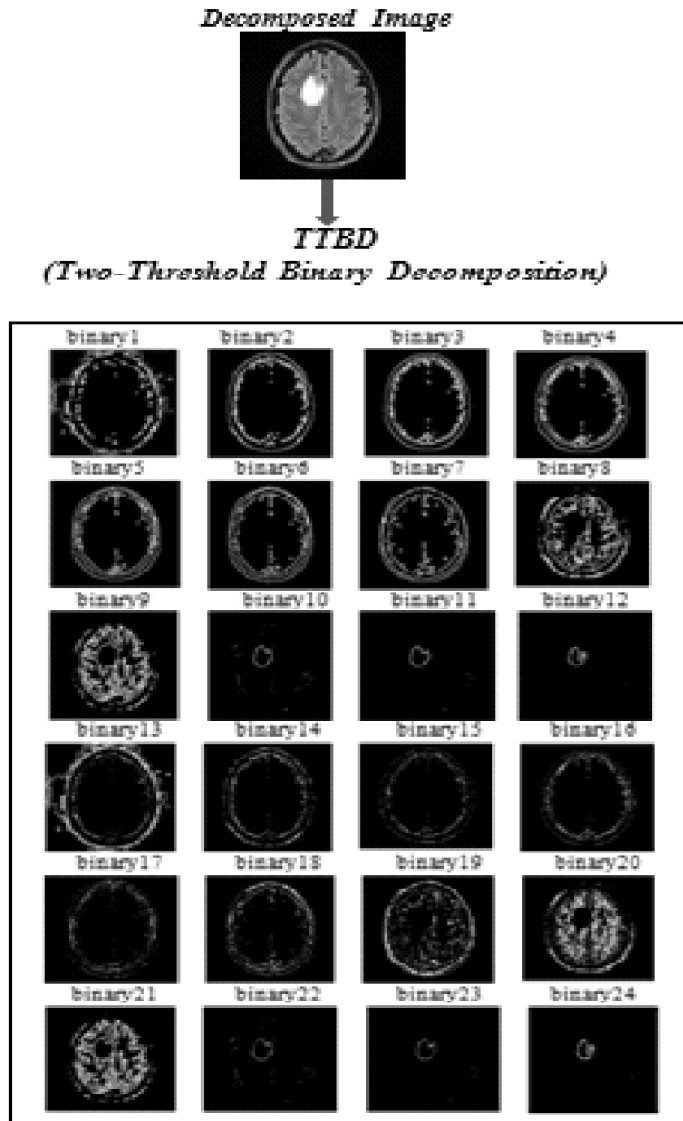 Decomposed Image
TTBD
(Two-Threshold Binary Decomposition)
binary1 binary2 binary3 binary4
binary5 binary6 binary7 binary8
binary9 binary10 binary11 binary12
binary13 binary14 binary15 binary16
binary17 binary18 binary19 binary20
binary21 binary22 binary23 binary24